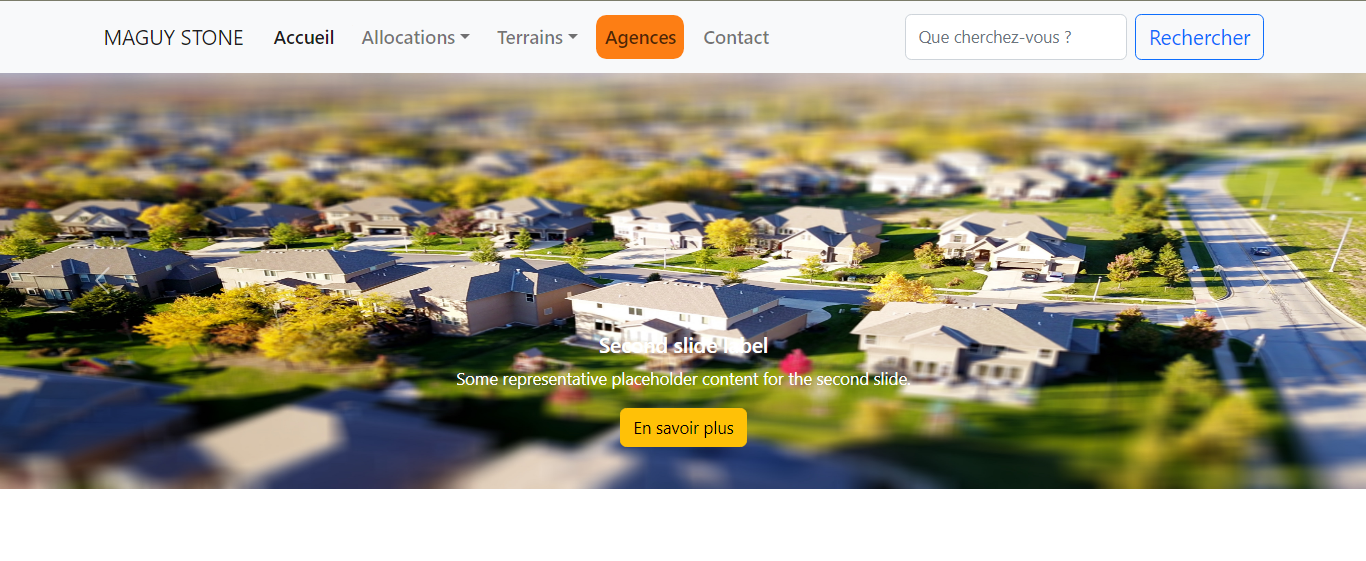 MAGUY STONE Accueil Allocations Terrains Agences Contact Que cherchez-vous ? Rechercher
Second slide label
Some representative placeholder content for the second slide.
En savoir plus